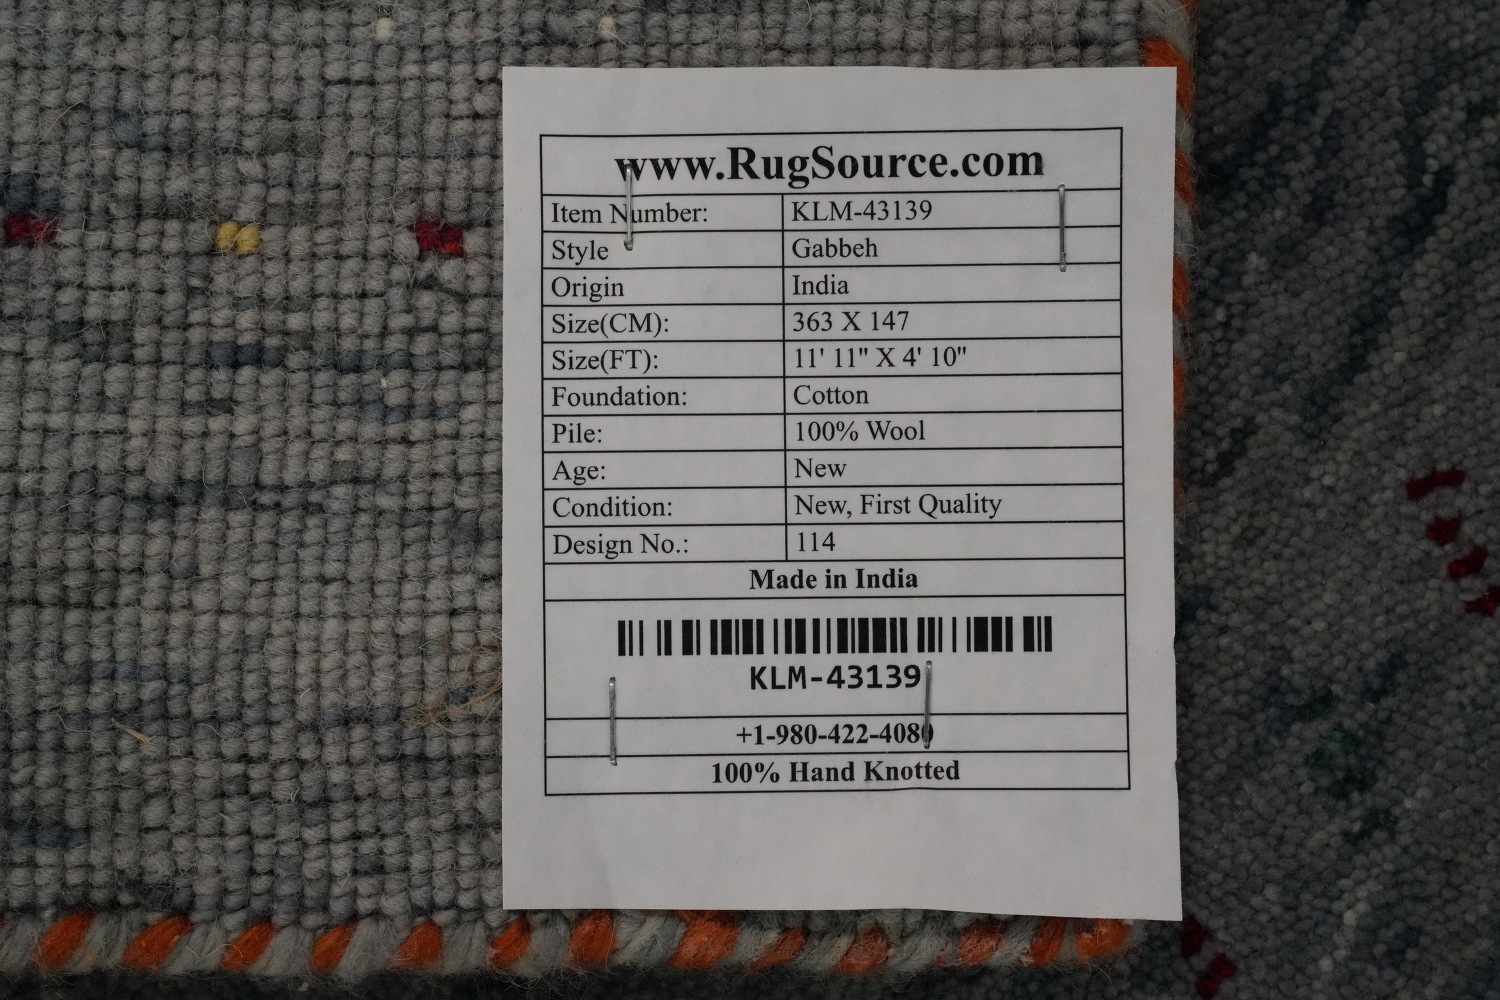 www.RugSource.com
Item Number: KLM-43139
Style Gabbeh
Origin India
Size(CM): 363 X 147
Size(FT): 11' 11" X 4' 10"
Foundation: Cotton
Pile: 100% Wool
Age: New
Condition: New, First Quality
Design No.: 114
Made in India
KLM-43139
+1-980-422-4080
100% Hand Knotted